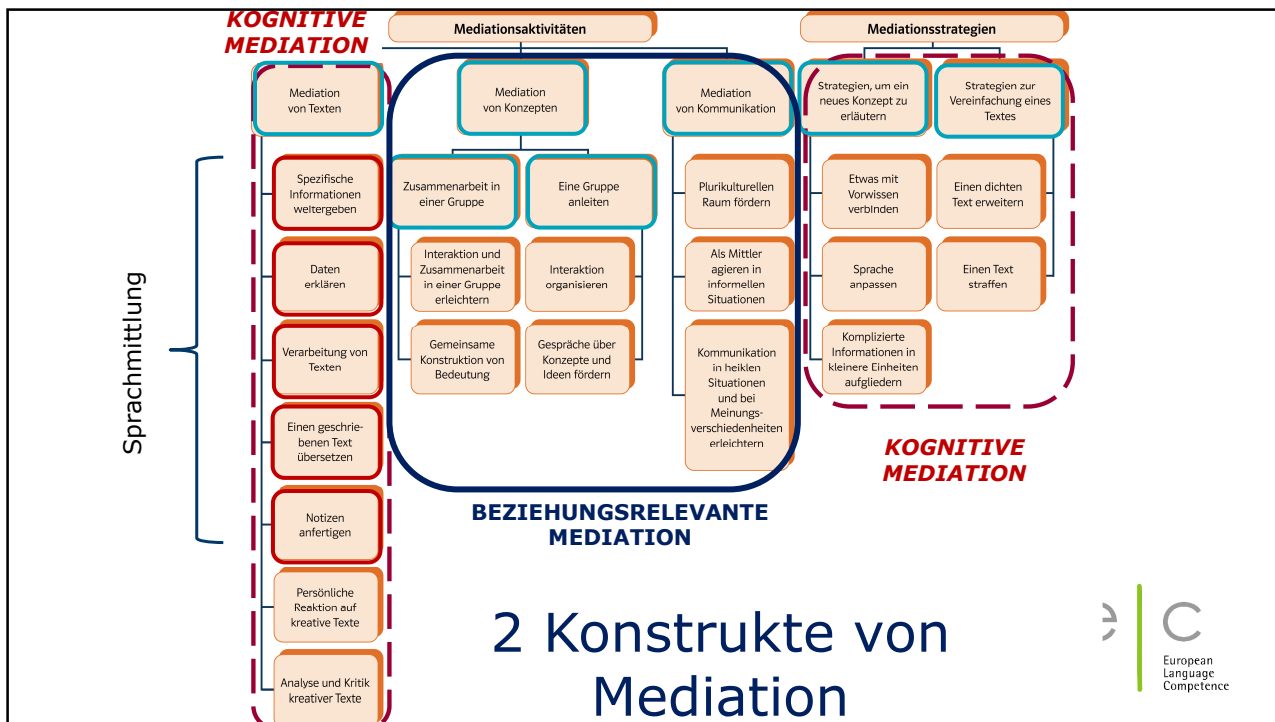 KOGNITIVE
MEDIATION
Mediationsaktivitäten
Mediationsstrategien
Mediation
von Texten
Mediation
von Konzepten
Mediation
von Kommunikation
Strategien, um ein
neues Konzept zu
erläutern
Strategien zur
Vereinfachung eines
Textes
Sprachmittlung
Spezifische
Informationen
weitergeben
Daten
erklären
Verarbeitung von
Texten
Einen geschrie-
benen Text
übersetzen
Notizen
anfertigen
Persönliche
Reaktion auf
kreative Texte
Analyse und Kritik
kreativer Texte
Zusammenarbeit in
einer Gruppe
Interaktion und
Zusammenarbeit
in einer Gruppe
erleichtern
Gemeinsame
Konstruktion von
Bedeutung
Eine Gruppe
anleiten
Interaktion
organisieren
Gespräche über
Konzepte und
Ideen fördern
Plurikulturellen
Raum fördern
Als Mittler
agieren in
informellen
Situationen
Kommunikation
in heiklen
Situationen
und bei
Meinungs-
verschiedenheiten
erleichtern
Etwas mit
Vorwissen
verbinden
Sprache
anpassen
Komplizierte
Informationen in
kleinere Einheiten
aufgliedern
Einen dichten
Text erweitern
Einen Text
straffen
KOGNITIVE
MEDIATION
BEZIEHUNGSRELEVANTE
MEDIATION
2 Konstrukte von
Mediation
e C
European
Language
Competence